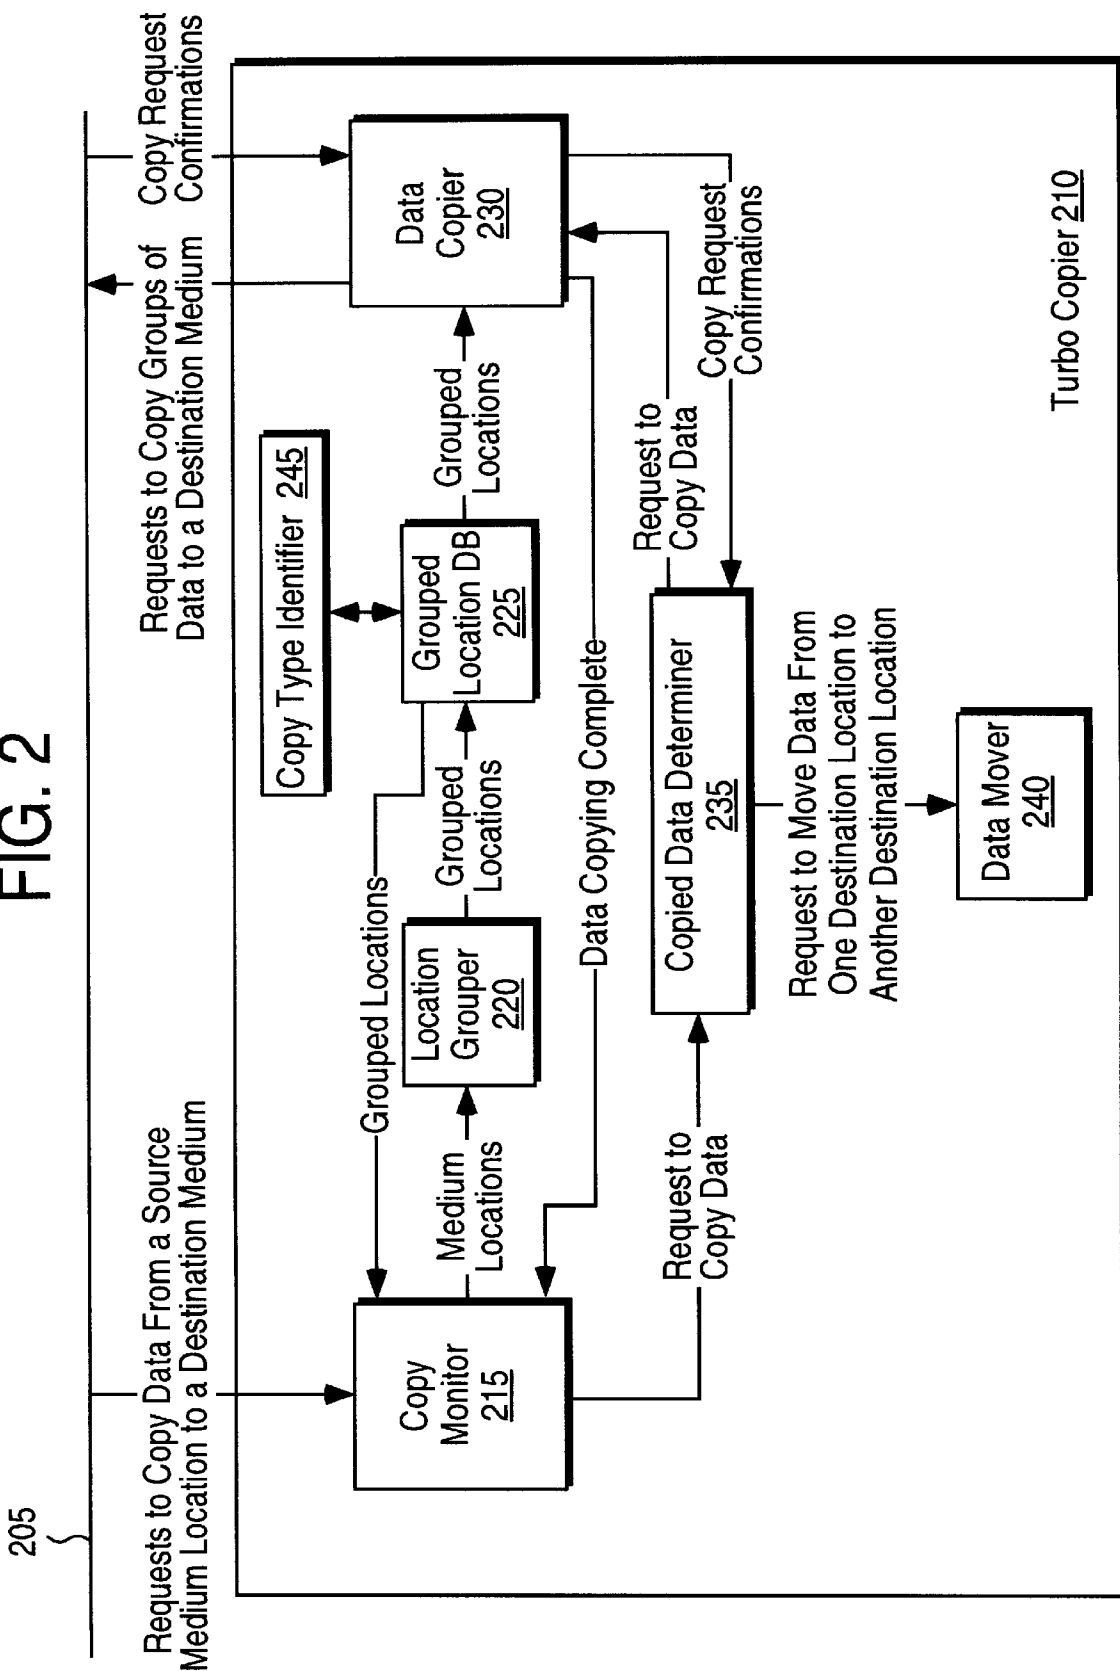 FIG. 2
205
Requests to Copy Data From a Source
Medium Location to a Destination Medium
Requests to Copy Groups of
Data to a Destination Medium
Copy Request
Confirmations
Copy Type Identifier 245
Grouped Locations
Copy
Monitor
215
Medium
Locations
Location
Grouper
220
Grouped
Locations
Grouped
Location DB
225
Grouped
Locations
Data
Copier
230
Data Copying Complete
Request to
Copy Data
Copied Data Determiner
235
Request to
Copy Data
Copy Request
Confirmations
Request to Move Data From
One Destination Location to
Another Destination Location
Data Mover
240
Turbo Copier 210